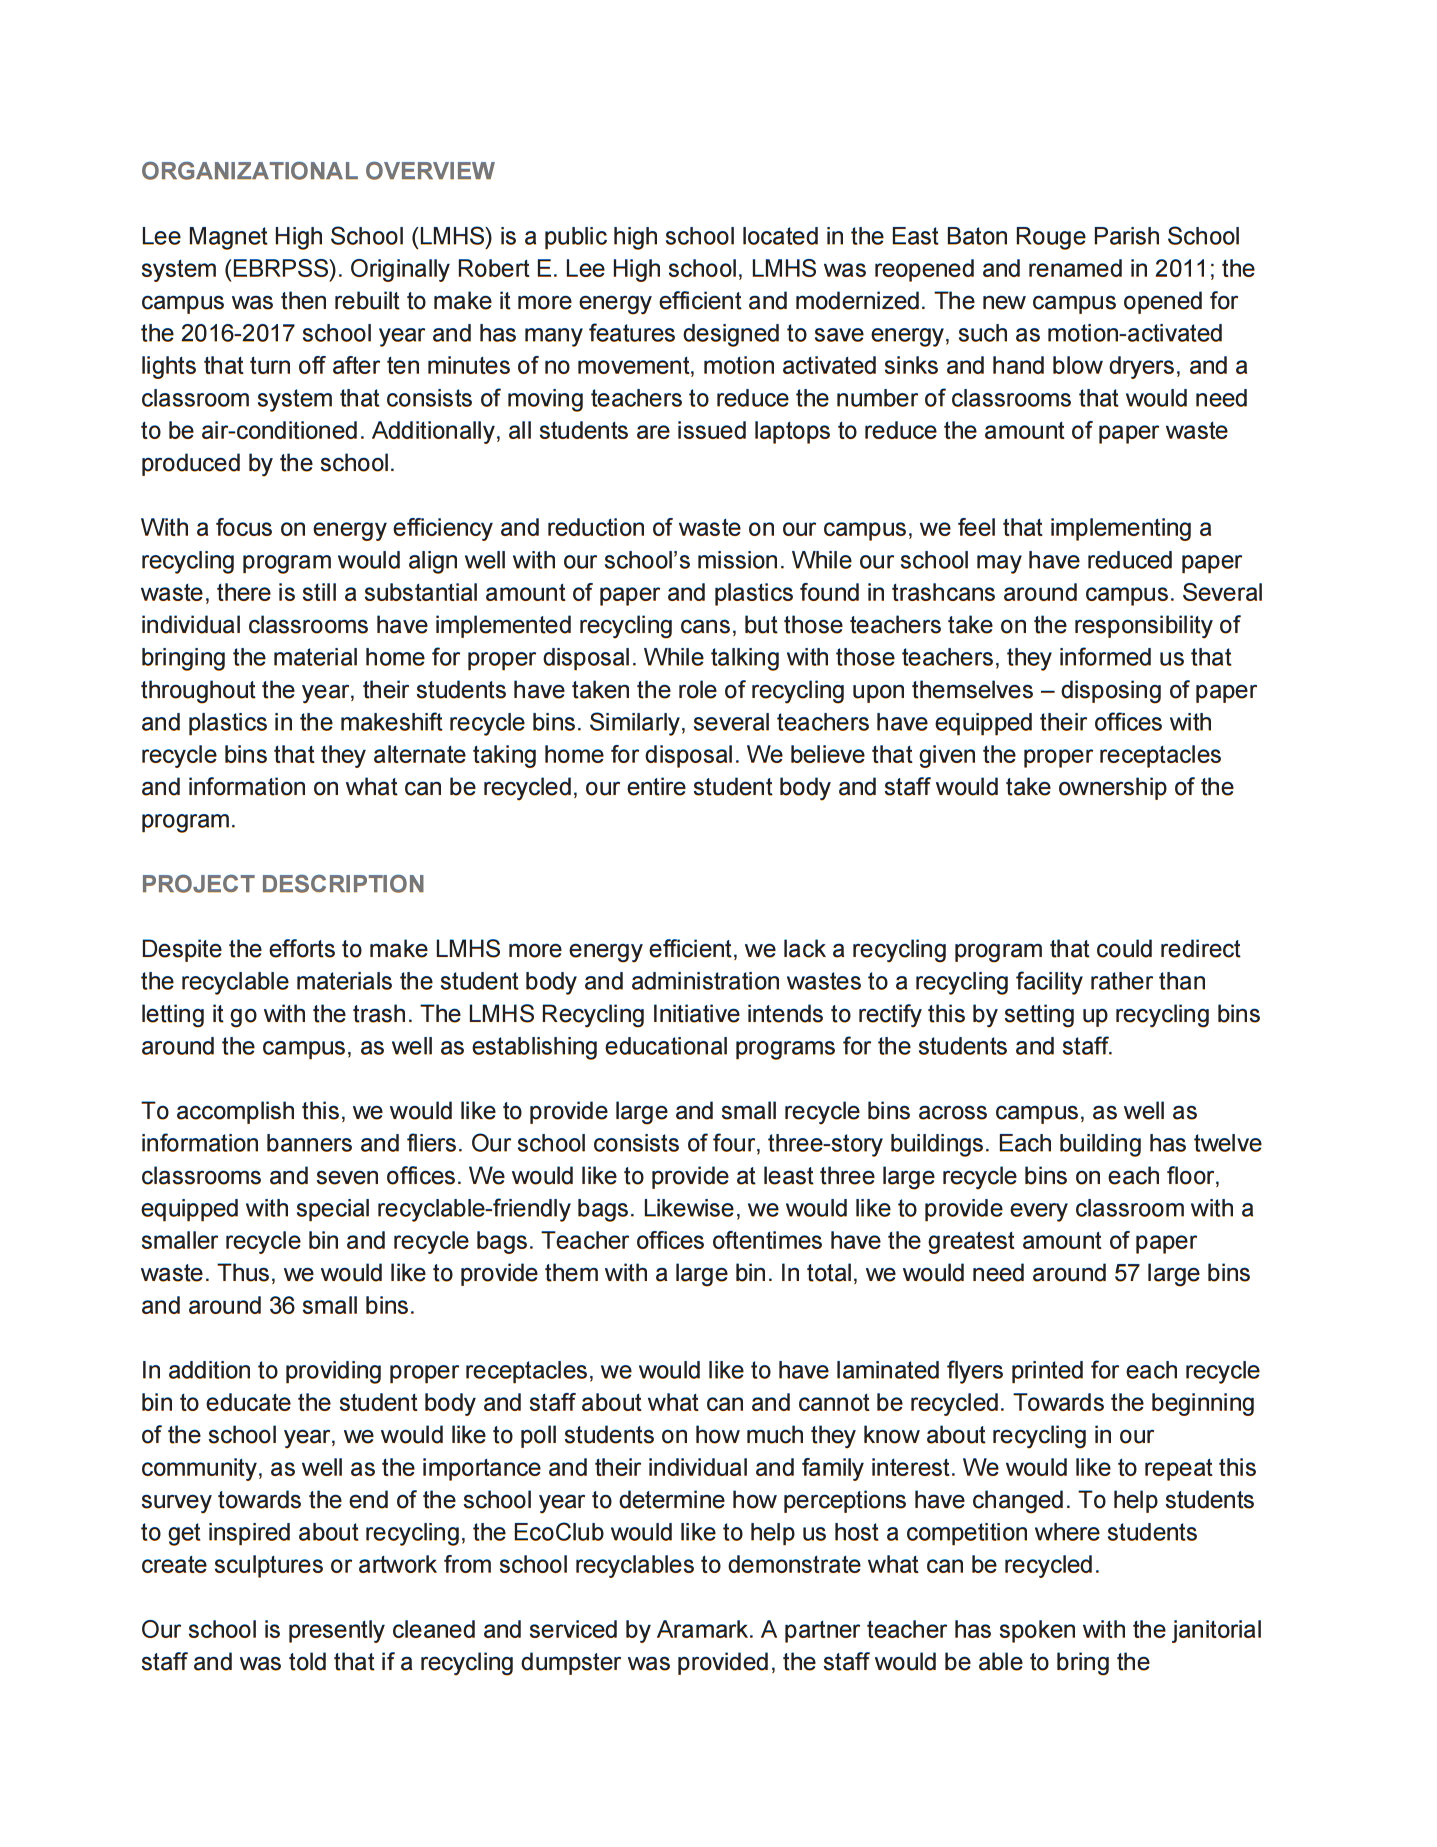 ORGANIZATIONAL OVERVIEW
Lee Magnet High School (LMHS) is a public high school located in the East Baton Rouge Parish School
system (EBRPSS). Originally Robert E. Lee High school, LMHS was reopened and renamed in 2011; the
campus was then rebuilt to make it more energy efficient and modernized. The new campus opened for
the 2016-2017 school year and has many features designed to save energy, such as motion-activated
lights that turn off after ten minutes of no movement, motion activated sinks and hand blow dryers, and a
classroom system that consists of moving teachers to reduce the number of classrooms that would need
to be air-conditioned. Additionally, all students are issued laptops to reduce the amount of paper waste
produced by the school.
With a focus on energy efficiency and reduction of waste on our campus, we feel that implementing a
recycling program would align well with our school’s mission. While our school may have reduced paper
waste, there is still a substantial amount of paper and plastics found in trashcans around campus. Several
individual classrooms have implemented recycling cans, but those teachers take on the responsibility of
bringing the material home for proper disposal. While talking with those teachers, they informed us that
throughout the year, their students have taken the role of recycling upon themselves – disposing of paper
and plastics in the makeshift recycle bins. Similarly, several teachers have equipped their offices with
recycle bins that they alternate taking home for disposal. We believe that given the proper receptacles
and information on what can be recycled, our entire student body and staff would take ownership of the
program.
PROJECT DESCRIPTION
Despite the efforts to make LMHS more energy efficient, we lack a recycling program that could redirect
the recyclable materials the student body and administration wastes to a recycling facility rather than
letting it go with the trash. The LMHS Recycling Initiative intends to rectify this by setting up recycling bins
around the campus, as well as establishing educational programs for the students and staff.
To accomplish this, we would like to provide large and small recycle bins across campus, as well as
information banners and fliers. Our school consists of four, three-story buildings. Each building has twelve
classrooms and seven offices. We would like to provide at least three large recycle bins on each floor,
equipped with special recyclable-friendly bags. Likewise, we would like to provide every classroom with a
smaller recycle bin and recycle bags. Teacher offices oftentimes have the greatest amount of paper
waste. Thus, we would like to provide them with a large bin. In total, we would need around 57 large bins
and around 36 small bins.
In addition to providing proper receptacles, we would like to have laminated flyers printed for each recycle
bin to educate the student body and staff about what can and cannot be recycled. Towards the beginning
of the school year, we would like to poll students on how much they know about recycling in our
community, as well as the importance and their individual and family interest. We would like to repeat this
survey towards the end of the school year to determine how perceptions have changed. To help students
to get inspired about recycling, the EcoClub would like to help us host a competition where students
create sculptures or artwork from school recyclables to demonstrate what can be recycled.
Our school is presently cleaned and serviced by Aramark. A partner teacher has spoken with the janitorial
staff and was told that if a recycling dumpster was provided, the staff would be able to bring the